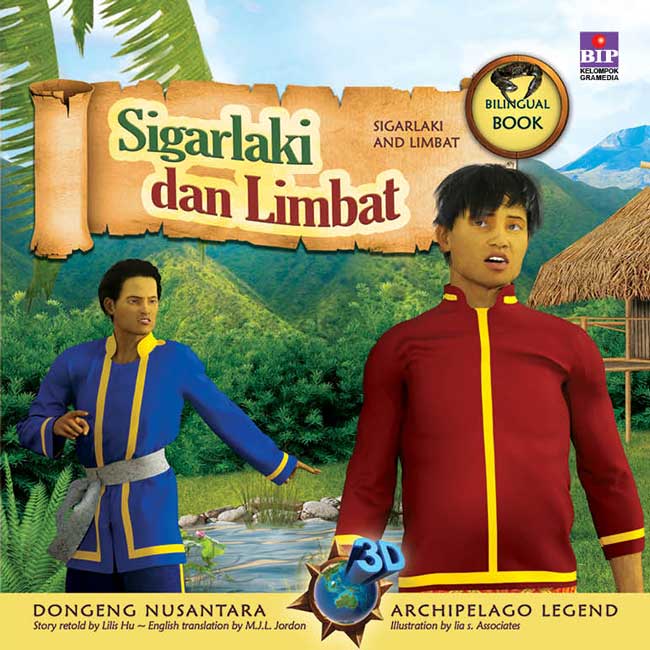 BIP
KELOMPOK
GRAMEDIA
BILINGUAL
BOOK
Sigarlaki
dan Limbat
SIGARLAKI
AND LIMBAT
3D
DONGENG NUSANTARA
ARCHIPELAGO LEGEND
Story retold by Lilis Hu ~ English translation by M.J.L. Jordon
Illustration by lia s. Associates